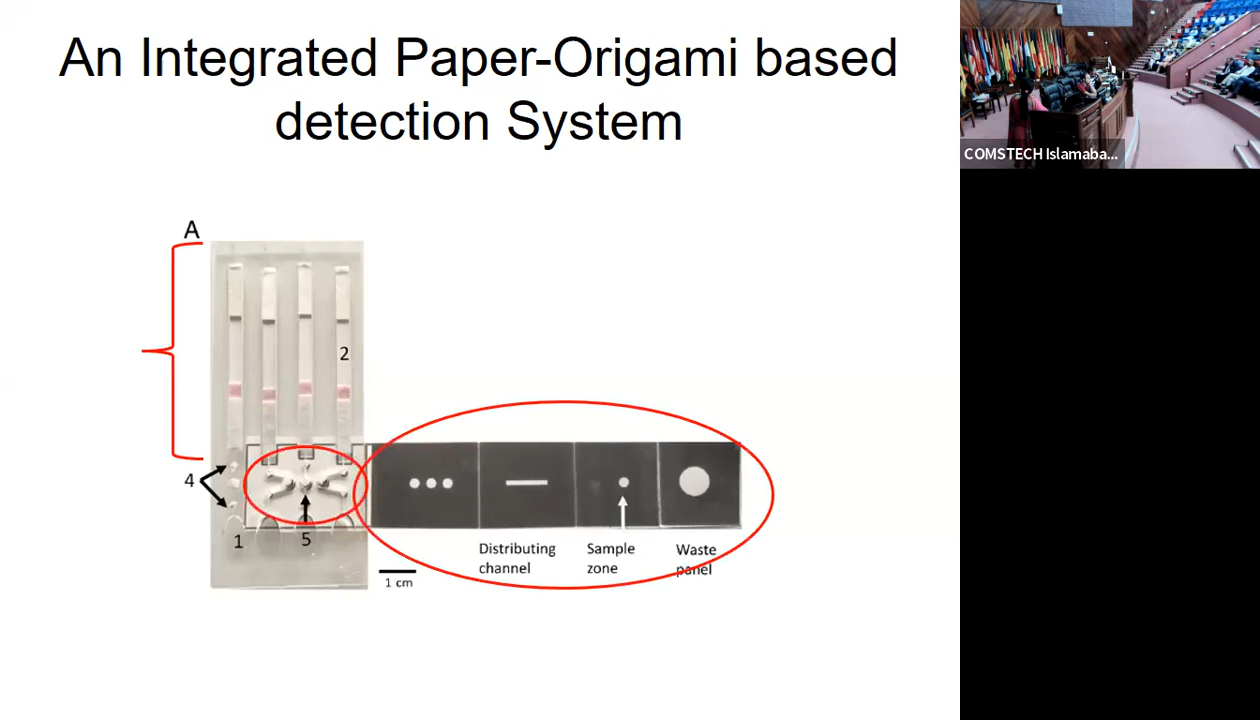 An Integrated Paper-Origami based
detection System
COMSTECH Islamaba...
A
2
4
1
5
Distributing
channel
Sample
zone
Waste
panel
1 cm